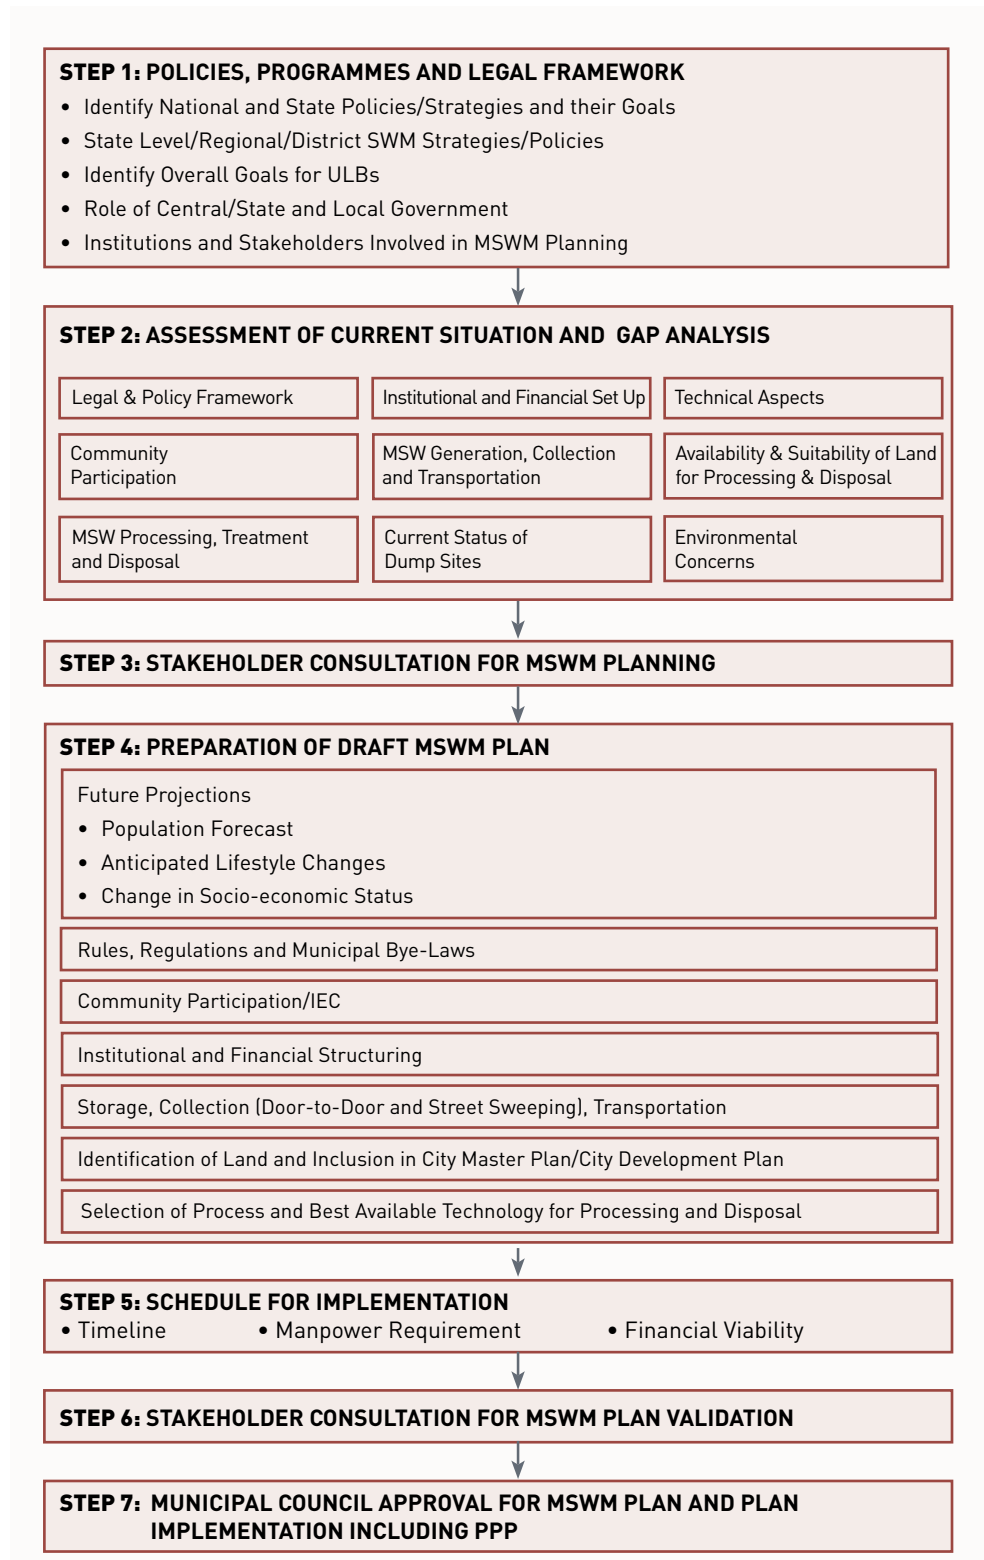 STEP 1: POLICIES, PROGRAMMES AND LEGAL FRAMEWORK
• Identify National and State Policies/Strategies and their Goals
• State Level/Regional/District SWM Strategies/Policies
• Identify Overall Goals for ULBs
• Role of Central/State and Local Government
• Institutions and Stakeholders Involved in MSWM Planning
STEP 2: ASSESSMENT OF CURRENT SITUATION AND GAP ANALYSIS
Legal & Policy Framework
Institutional and Financial Set Up
Technical Aspects
Community
Participation
MSW Generation, Collection
and Transportation
Availability & Suitability of Land
for Processing & Disposal
MSW Processing, Treatment
and Disposal
Current Status of
Dump Sites
Environmental
Concerns
STEP 3: STAKEHOLDER CONSULTATION FOR MSWM PLANNING
STEP 4: PREPARATION OF DRAFT MSWM PLAN
Future Projections
• Population Forecast
• Anticipated Lifestyle Changes
• Change in Socio-economic Status
Rules, Regulations and Municipal Bye-Laws
Community Participation/IEC
Institutional and Financial Structuring
Storage, Collection (Door-to-Door and Street Sweeping), Transportation
Identification of Land and Inclusion in City Master Plan/City Development Plan
Selection of Process and Best Available Technology for Processing and Disposal
STEP 5: SCHEDULE FOR IMPLEMENTATION
• Timeline • Manpower Requirement • Financial Viability
STEP 6: STAKEHOLDER CONSULTATION FOR MSWM PLAN VALIDATION
STEP 7: MUNICIPAL COUNCIL APPROVAL FOR MSWM PLAN AND PLAN
IMPLEMENTATION INCLUDING PPP